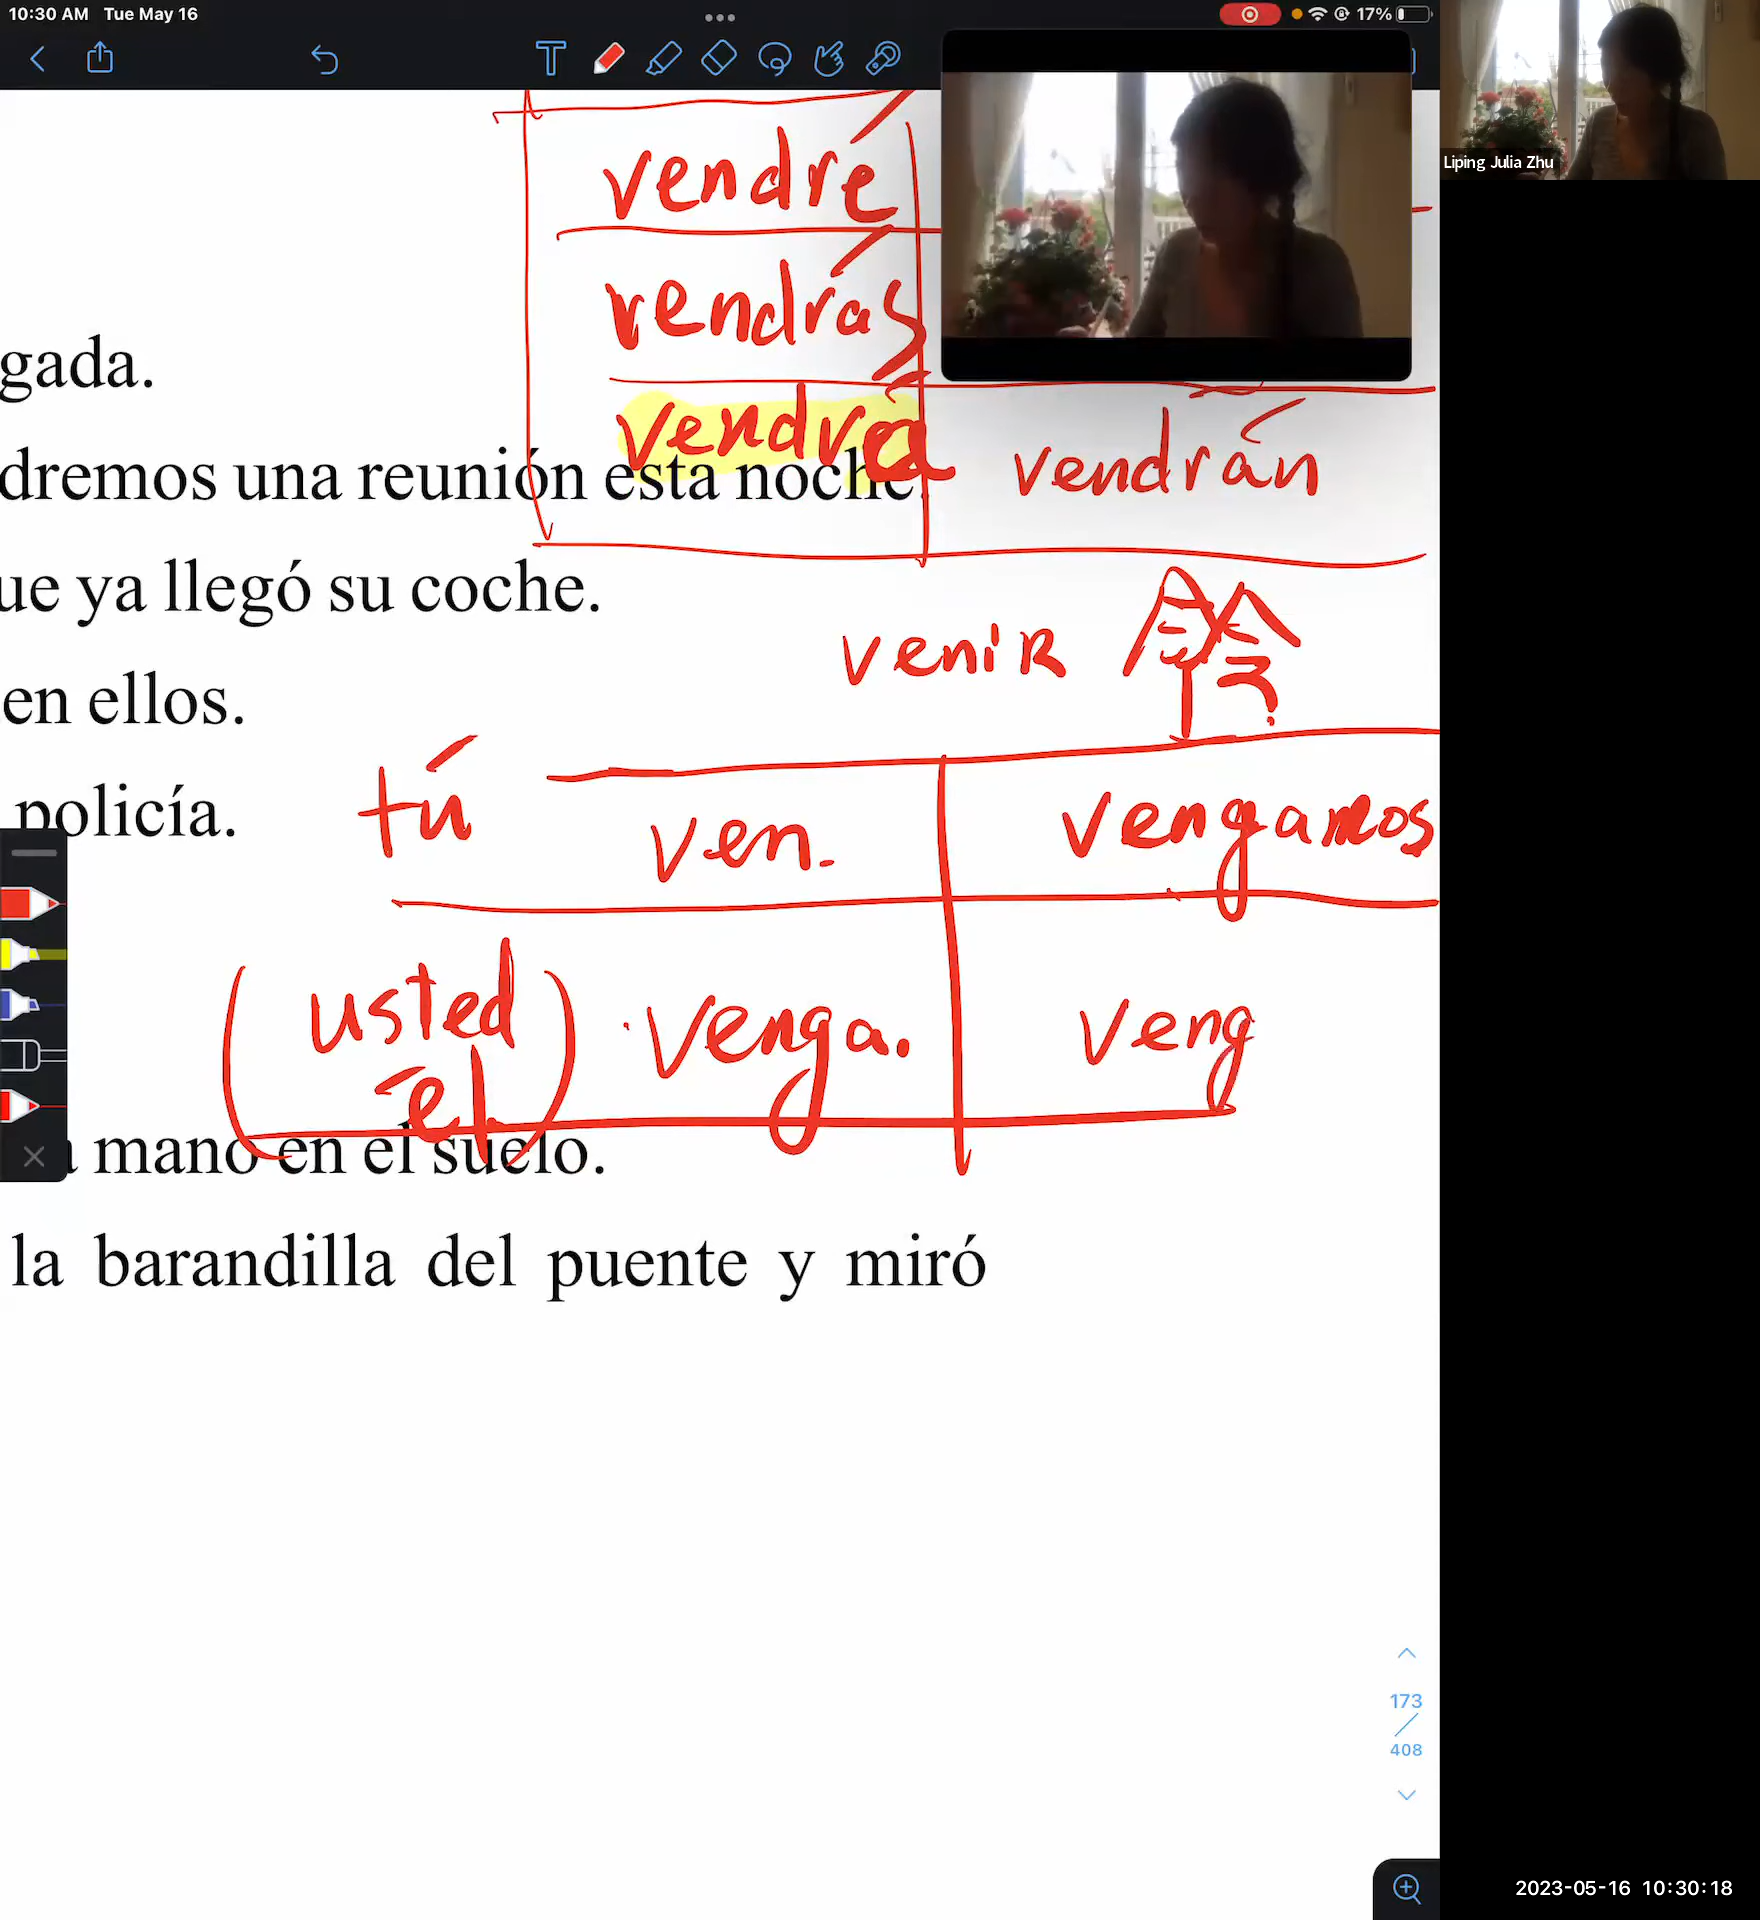 10:30 AM Tue May 16
17%
Liping Julia Zhu
vendré
vendrás
gada.
vendrá vendrán
dremos una reunión esta noche
ue ya llegó su coche.
venir
en ellos.
policía.
tú ven. vengamos
(usted él) venga. veng
mano en el suelo.
la barandilla del puente y miró
173
408
2023-05-16 10:30:18